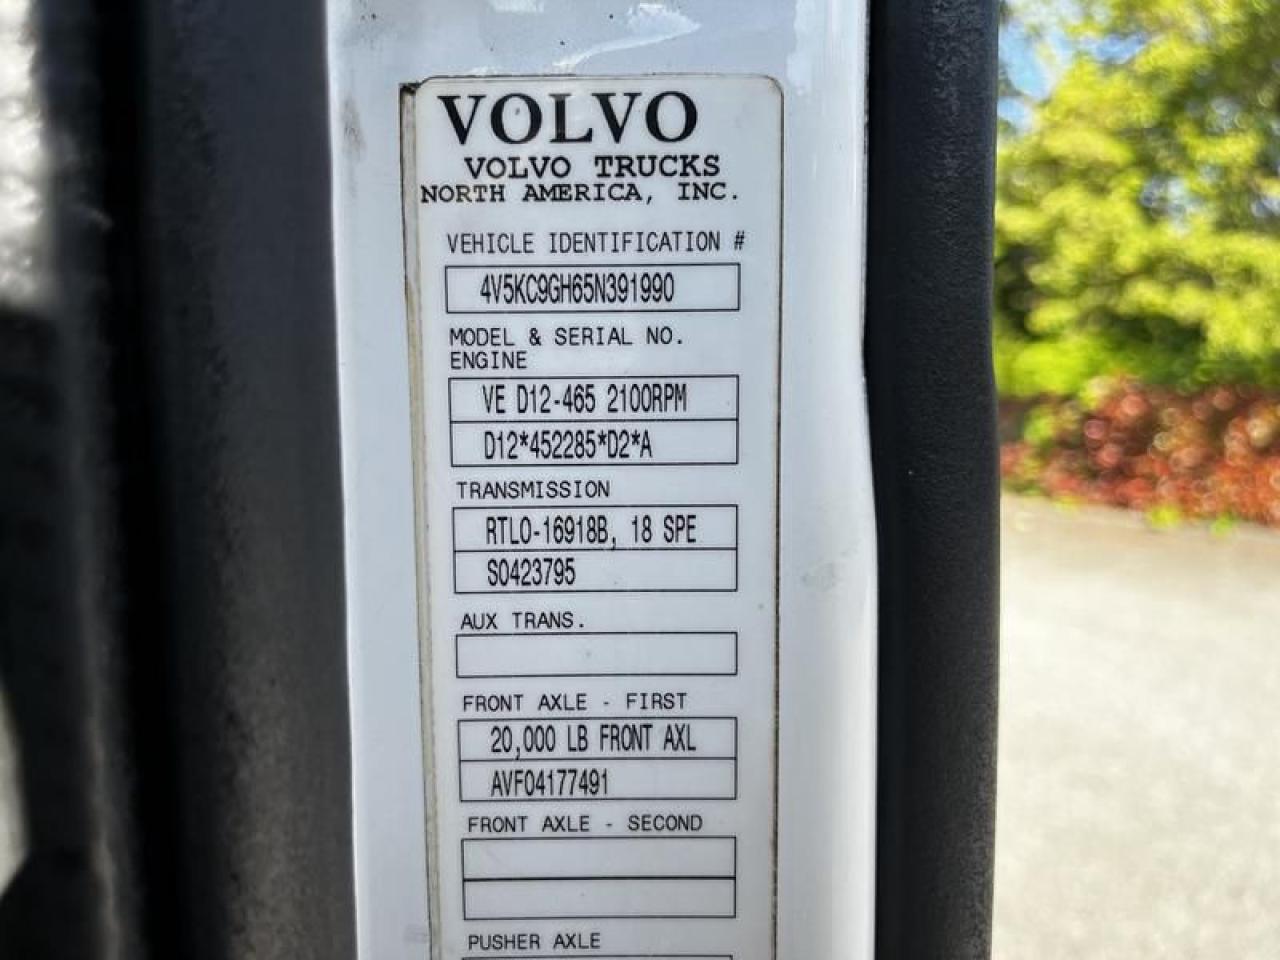 VOLVO
VOLVO TRUCKS
NORTH AMERICA, INC.
VEHICLE IDENTIFICATION #
4V5KC9GH65N391990
MODEL & SERIAL NO.
ENGINE
VE D12-465 2100RPM
D12*452285*D2*A
TRANSMISSION
RTLO-16918B, 18 SPE
S0423795
AUX TRANS.
FRONT AXLE - FIRST
20,000 LB FRONT AXL
AVF04177491
FRONT AXLE - SECOND
PUSHER AXLE